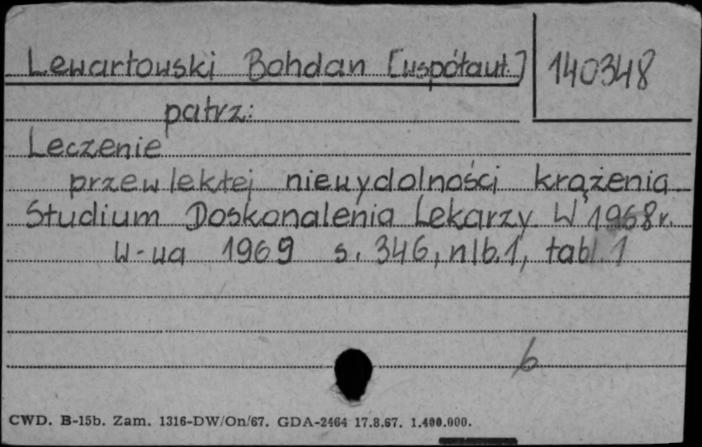 Lewartowski Bohdan [współaut.]
140348
patrz:
Leczenie
przewlekłej niewydolności krążenia
Studium Doskonalenia Lekarzy W 1968 r.
W-wa 1969 s. 346, nlb.1, tabl. 1
b
CWD. B-15b. Zam. 1316-DW/On/67. GDA-2464 17.8.67. 1.400.000.